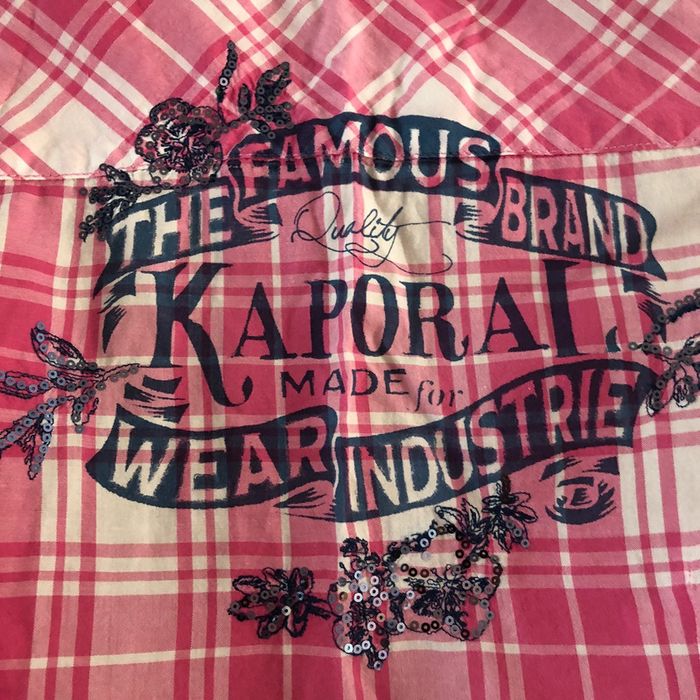 THE FAMOUS BRAND
Quality
KAPORAL
MADE for
WEAR INDUSTRIE